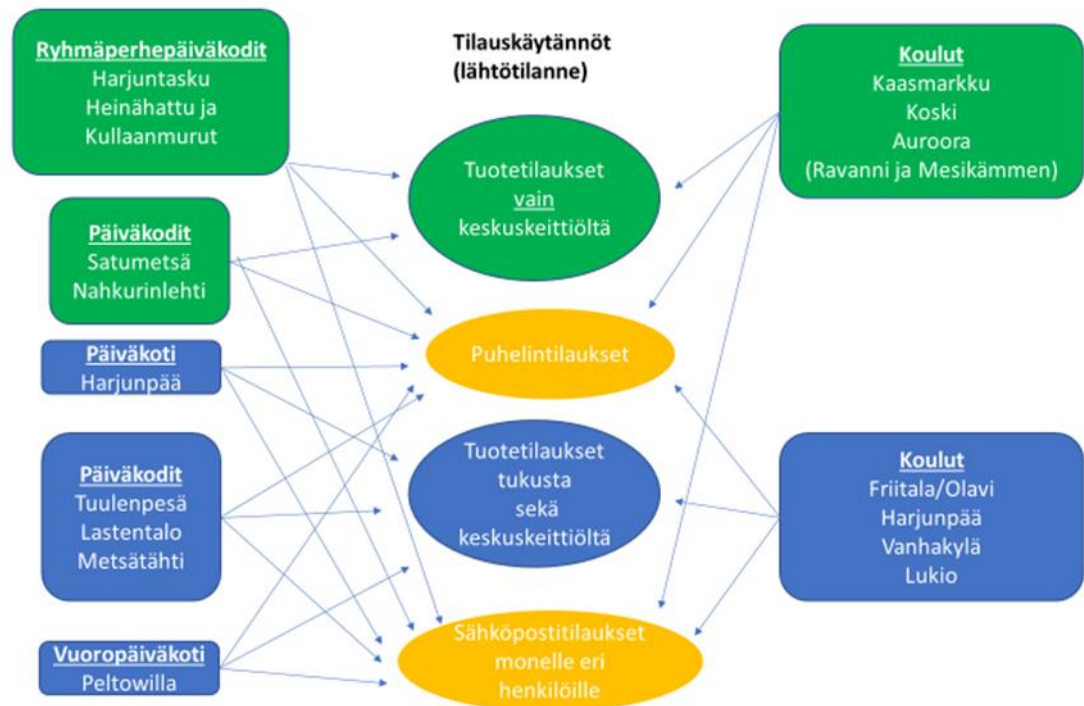 Tilauskäytännöt
(lähtötilanne)
Ryhmäperhepäiväkodit
Harjuntasku
Heinähattu ja
Kullaanmurut
Päiväkodit
Satumetsä
Nahkurinlehti
Päiväkoti
Harjunpää
Päiväkodit
Tuulenpesä
Lastentalo
Metsätähti
Vuoropäiväkoti
Peltowilla
Tuotetilaukset
vain
keskuskeittiöltä
Puhelintilaukset
Tuotetilaukset
tukusta
sekä
keskuskeittiöltä
Sähköpostitilaukset
monelle eri
henkilöille
Koulut
Kaasmarkku
Koski
Auroora
(Ravanni ja Mesikämmen)
Koulut
Friitala/Olavi
Harjunpää
Vanhakylä
Lukio